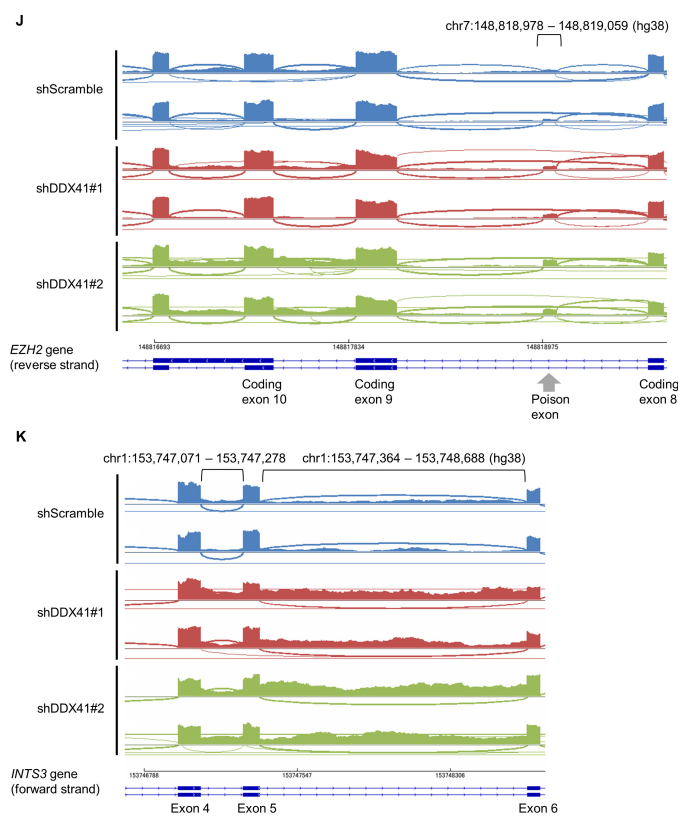 J
chr7:148,818,978 – 148,819,059 (hg38)
shScramble
shDDX41#1
shDDX41#2
148816693 148817834 148818975
EZH2 gene
(reverse strand)
Coding
exon 10
Coding
exon 9
Poison
exon
Coding
exon 8
K
chr1:153,747,071 – 153,747,278 chr1:153,747,364 – 153,748,688 (hg38)
shScramble
shDDX41#1
shDDX41#2
153746788 153747547 153748306
INTS3 gene
(forward strand)
Exon 4 Exon 5 Exon 6